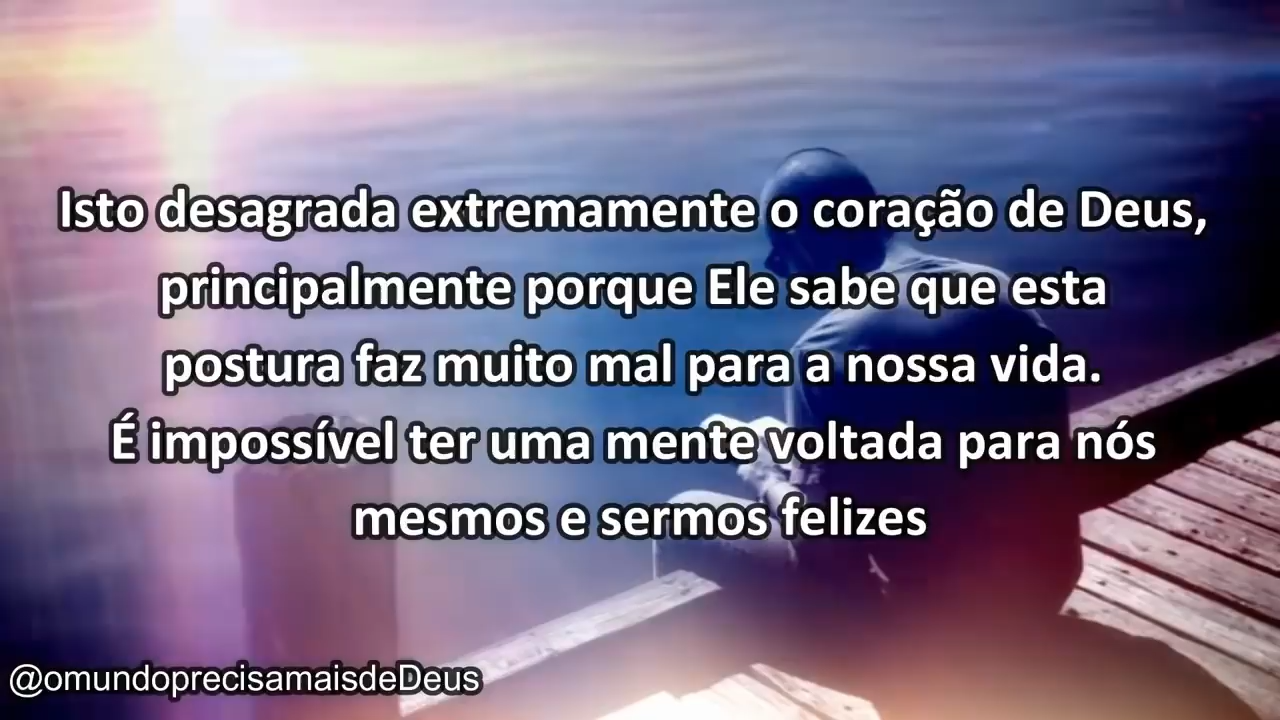 Isto desagrada extremamente o coração de Deus,
principalmente porque Ele sabe que esta
postura faz muito mal para a nossa vida.
É impossível ter uma mente voltada para nós
mesmos e sermos felizes
@omundoprecisamaisdeDeus